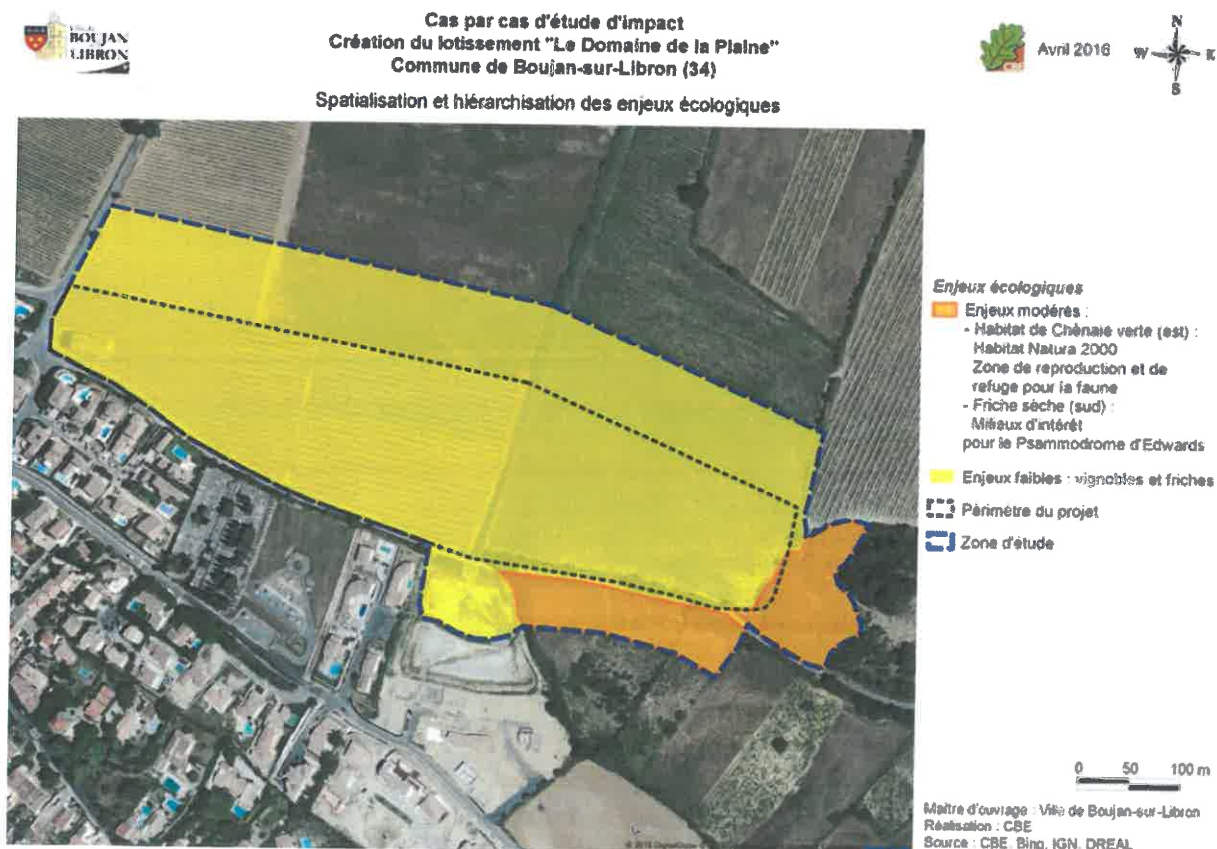 VILLE DE
BOUJAN
LIBRON
Cas par cas d'étude d'impact
Création du lotissement "Le Domaine de la Plaine"
Commune de Boujan-sur-Libron (34)
Spatialisation et hiérarchisation des enjeux écologiques
CBE
Avril 2016
N
W
E
S
Enjeux écologiques
Enjeux modérés :
- Habitat de Chênaie verte (est) :
Habitat Natura 2000
Zone de reproduction et de
refuge pour la faune
- Friche sèche (sud) :
Milieux d'intérêt
pour le Psammodrome d'Edwards
Enjeux faibles : vignobles et friches
Périmètre du projet
Zone d'étude
0 50 100 m
Maître d'ouvrage : Ville de Boujan-sur-Libron
Réalisation : CBE
Source : CBE, Bing, IGN, DREAL